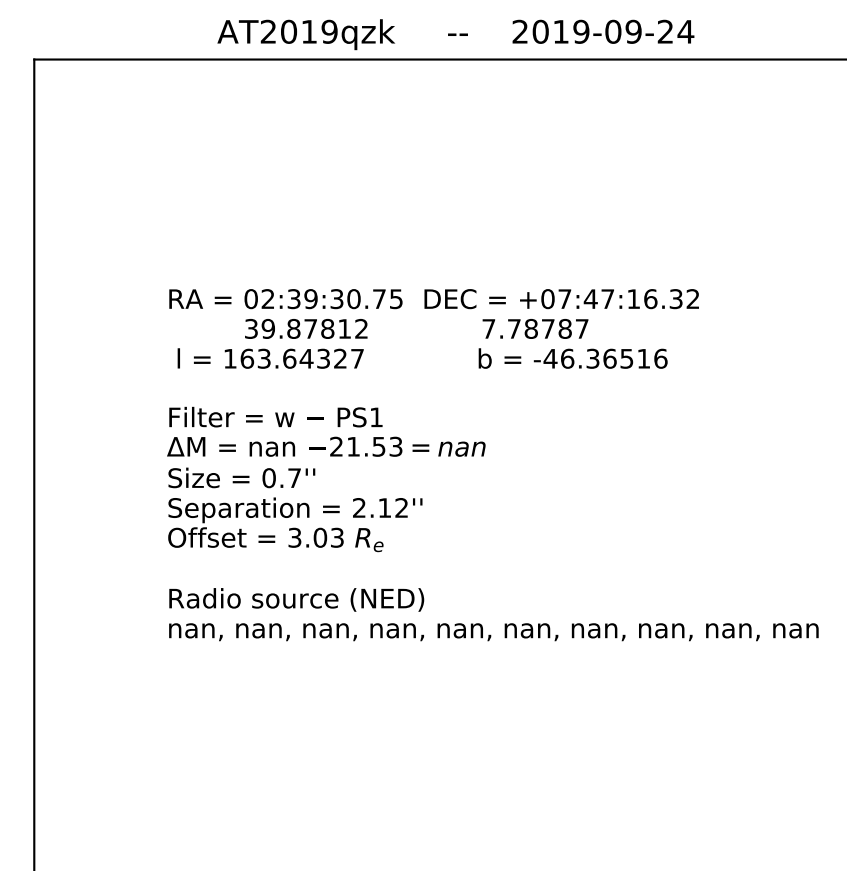 AT2019qzk -- 2019-09-24
RA = 02:39:30.75 DEC = +07:47:16.32
39.87812 7.78787
l = 163.64327 b = -46.36516
Filter = w − PS1
ΔM = nan −21.53 = nan
Size = 0.7''
Separation = 2.12''
Offset = 3.03 Re
Radio source (NED)
nan, nan, nan, nan, nan, nan, nan, nan, nan, nan